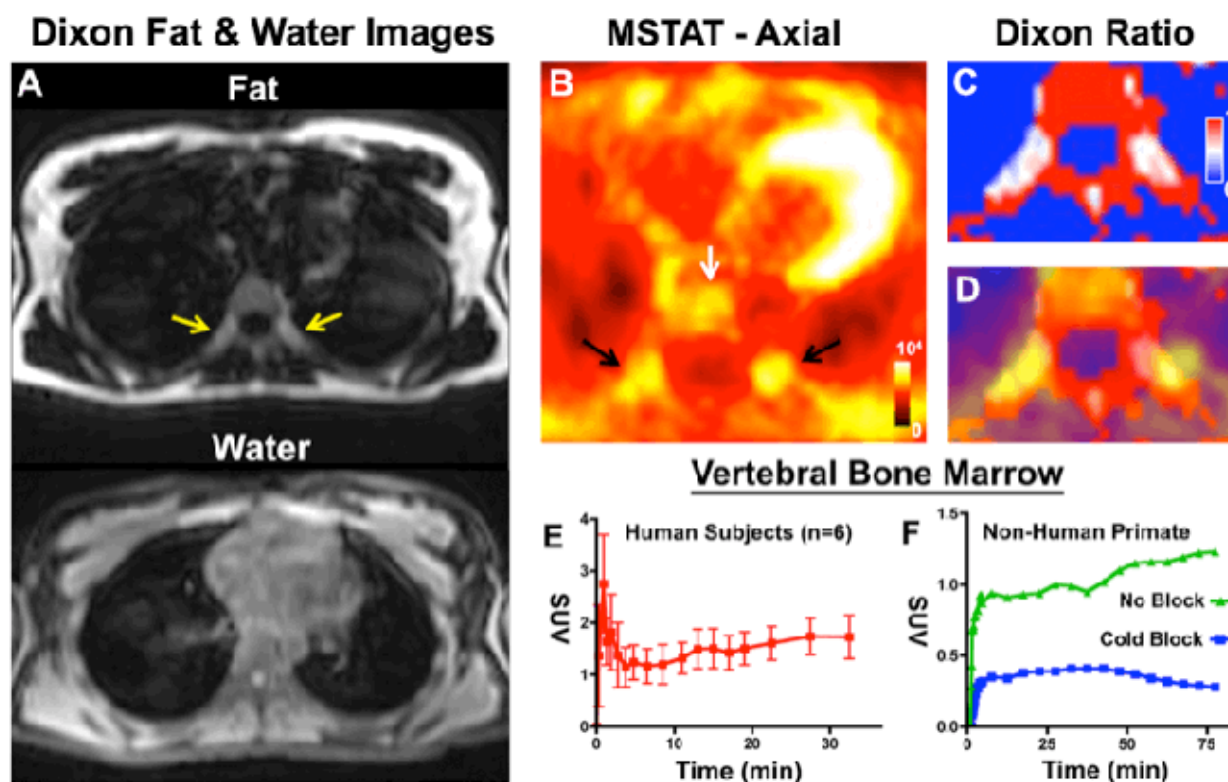 Dixon Fat & Water Images
MSTAT - Axial
Dixon Ratio
A
Fat
Water
B
10⁴
0
C
D
Vertebral Bone Marrow
E
Human Subjects (n=6)
SUV
4
3
2
1
0
0 10 20 30
Time (min)
F
Non-Human Primate
No Block
Cold Block
SUV
1.5
1.0
0.5
0.0
0 25 50 75
Time (min)